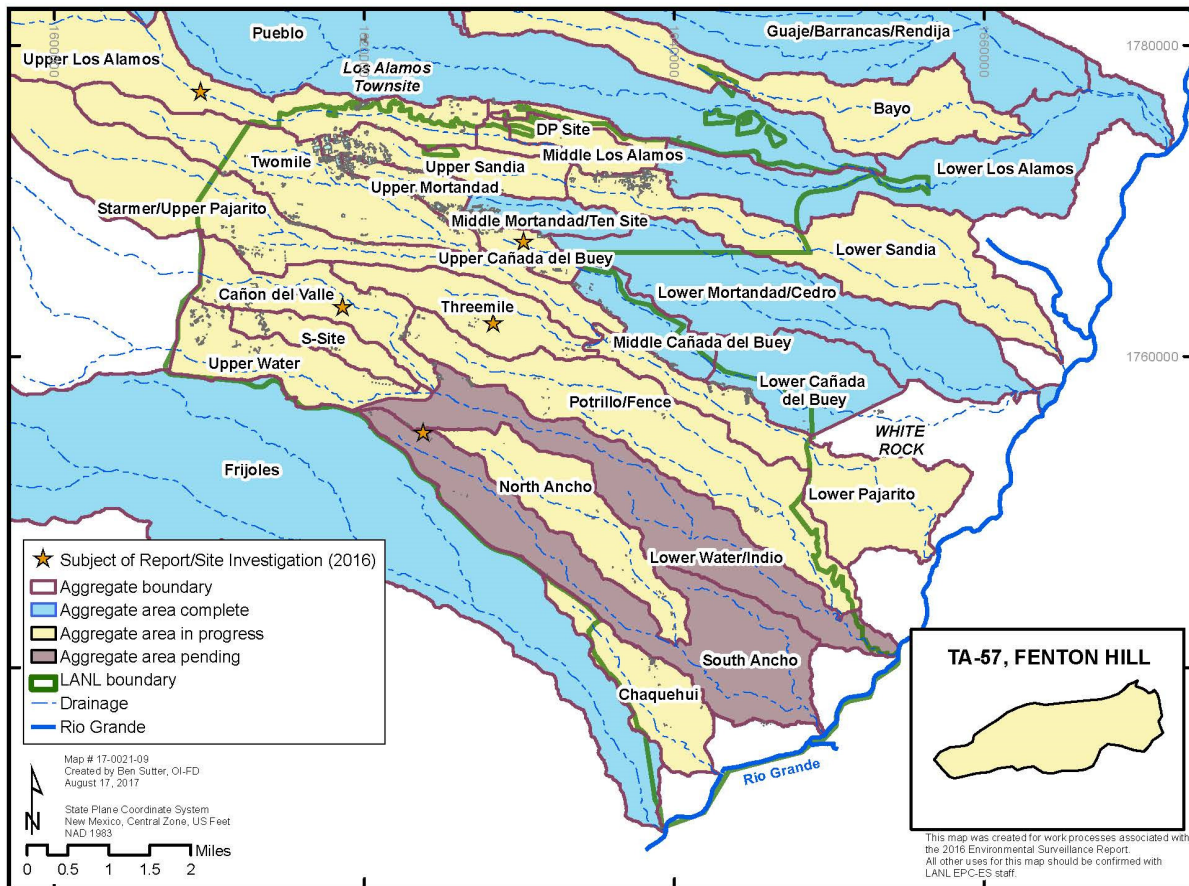 Pueblo
Guaje/Barrancas/Rendija
1780000
Upper Los Alamos
1600000
1640000
1660000
Los Alamos
Townsite
Bayo
DP Site
Twomile
Upper Sandia
Middle Los Alamos
Lower Los Alamos
Upper Mortandad
Starmer/Upper Pajarito
Middle Mortandad/Ten Site
Lower Sandia
Upper Cañada del Buey
Cañon del Valle
Threemile
Lower Mortandad/Cedro
S-Site
Middle Cañada del Buey
1760000
Upper Water
Lower Cañada
del Buey
Potrillo/Fence
WHITE
ROCK
Frijoles
North Ancho
Lower Pajarito
Lower Water/Indio
South Ancho
Chaquehui
Rio Grande
Subject of Report/Site Investigation (2016)
Aggregate boundary
Aggregate area complete
Aggregate area in progress
Aggregate area pending
LANL boundary
Drainage
Rio Grande
TA-57, FENTON HILL
Map # 17-0021-09
Created by Ben Sutter, OI-FD
August 17, 2017
State Plane Coordinate System
New Mexico, Central Zone, US Feet
NAD 1983
N
Miles
0 0.5 1 1.5 2
This map was created for work processes associated with
the 2016 Environmental Surveillance Report.
All other uses for this map should be confirmed with
LANL EPC-ES staff.